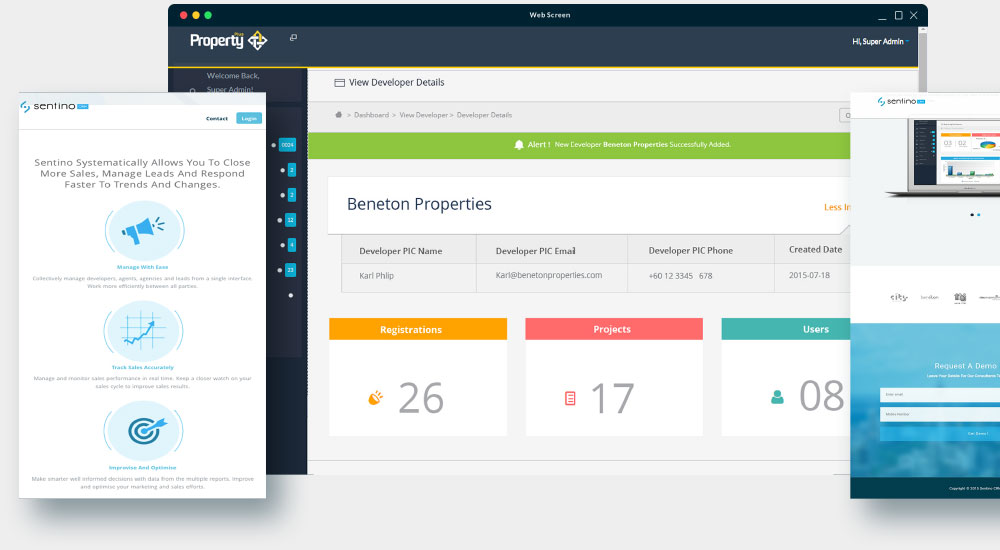 Web Screen
Property Plus
Hi, Super Admin
Welcome Back,
Super Admin!
View Developer Details
> Dashboard > View Developer > Developer Details
Alert ! New Developer Beneton Properties Successfully Added.
Beneton Properties
Less In
Developer PIC Name
Developer PIC Email
Developer PIC Phone
Created Date
Karl Phlip
Karl@benetonproperties.com
+60 12 3345 678
2015-07-18
Registrations
Projects
Users
26
17
08
0024
2
2
12
4
23
sentino CRM
Contact
Login
Sentino Systematically Allows You To Close
More Sales, Manage Leads And Respond
Faster To Trends And Changes.
Manage With Ease
Collectively manage developers, agents, agencies and leads from a single interface.
Work more efficiently between all parties.
Track Sales Accurately
Manage and monitor sales performance in real time. Keep a closer watch on your
sales cycle to improve sales results.
Improvise And Optimise
Make smarter well informed decisions with data from the multiple reports. Improve
and optimise your marketing and sales efforts.
sentino CRM
03
02
city
Request A Demo
Leave Your Details For Our Consultants T
Enter email
Mobile Number
Get Demo!
Copyright © 2015 Sentino CRM